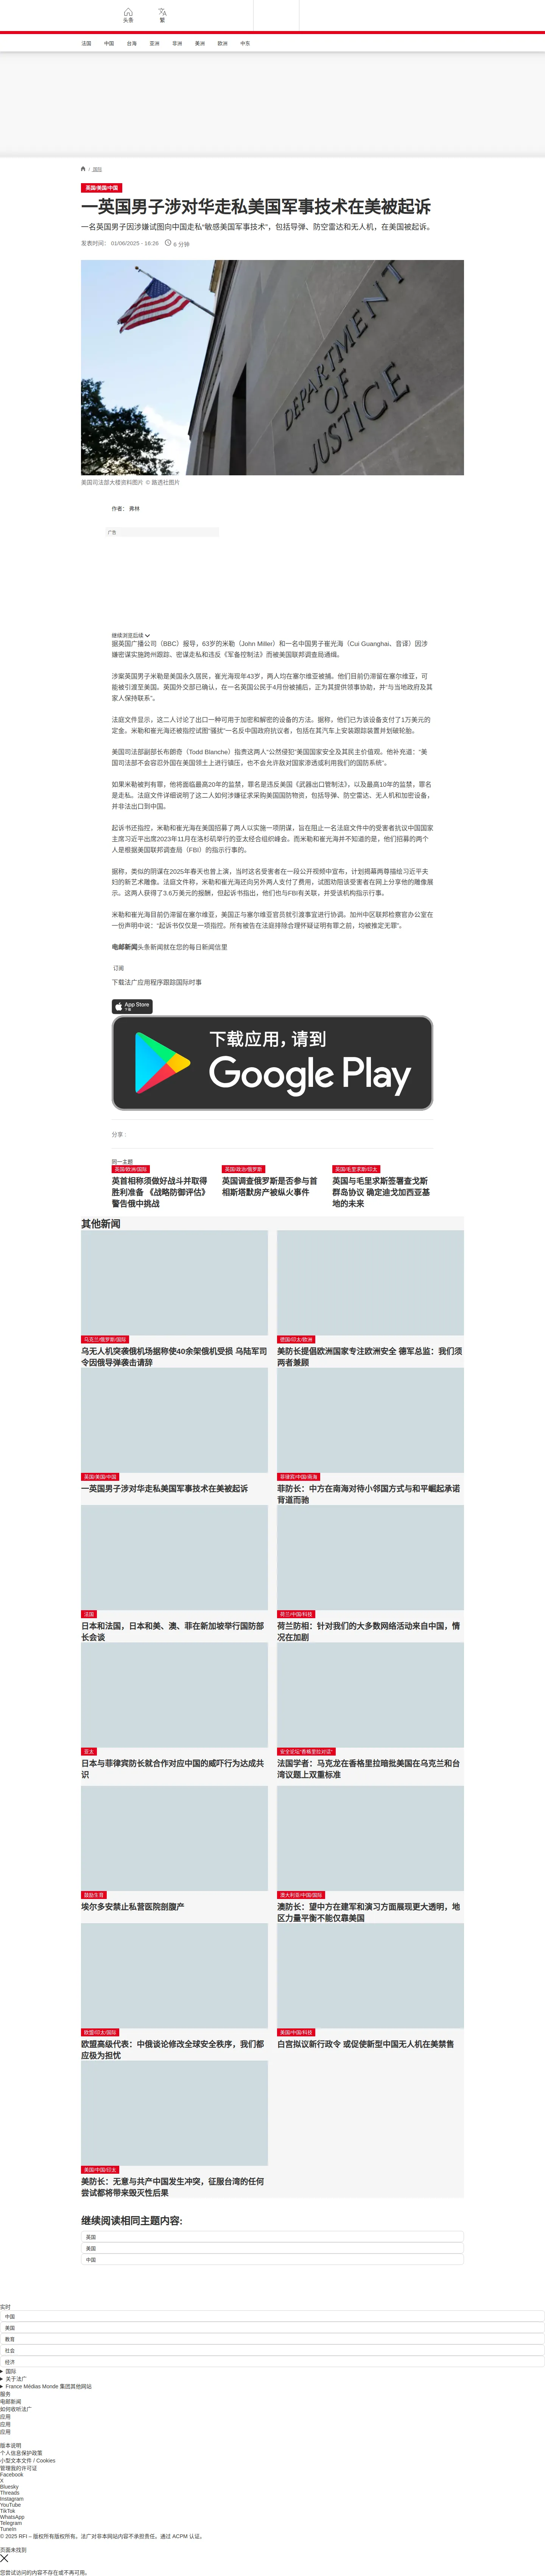 头条
繁
法国
中国
台海
亚洲
非洲
美洲
欧洲
中东
/ 国际
英国/美国/中国
一英国男子涉对华走私美国军事技术在美被起诉
一名英国男子因涉嫌试图向中国走私“敏感美国军事技术”，包括导弹、防空雷达和无人机，在美国被起诉。
发表时间： 01/06/2025 - 16:26
6 分钟
DEPARTMENT
OF
JUSTICE
美国司法部大楼资料图片 © 路透社图片
作者： 弗林
广告
继续浏览后续
据英国广播公司（BBC）报导，63岁的米勒（John Miller）和一名中国男子崔光海（Cui Guanghai、音译）因涉
嫌密谋实施跨州跟踪、密谋走私和违反《军备控制法》而被美国联邦调查局通缉。
涉案英国男子米勒是美国永久居民，崔光海现年43岁，两人均在塞尔维亚被捕。他们目前仍滞留在塞尔维亚，可
能被引渡至美国。英国外交部已确认，在一名英国公民于4月份被捕后，正为其提供领事协助，并“与当地政府及其
家人保持联系”。
法庭文件显示，这二人讨论了出口一种可用于加密和解密的设备的方法。据称，他们已为该设备支付了1万美元的
定金。米勒和崔光海还被指控试图“骚扰”一名反中国政府抗议者，包括在其汽车上安装跟踪装置并划破轮胎。
美国司法部副部长布朗奇（Todd Blanche）指责这两人“公然侵犯”美国国家安全及其民主价值观。他补充道：“美
国司法部不会容忍外国在美国领土上进行镇压，也不会允许敌对国家渗透或利用我们的国防系统”。
如果米勒被判有罪，他将面临最高20年的监禁，罪名是违反美国《武器出口管制法》，以及最高10年的监禁，罪名
是走私。法庭文件详细说明了这二人如何涉嫌征求采购美国国防物资，包括导弹、防空雷达、无人机和加密设备，
并非法出口到中国。
起诉书还指控，米勒和崔光海在美国招募了两人以实施一项阴谋，旨在阻止一名法庭文件中的受害者抗议中国国家
主席习近平出席2023年11月在洛杉矶举行的亚太经合组织峰会。而米勒和崔光海并不知道的是，他们招募的两个
人是根据美国联邦调查局（FBI）的指示行事的。
据称，类似的阴谋在2025年春天也曾上演，当时这名受害者在一段公开视频中宣布，计划揭幕两尊描绘习近平夫
妇的新艺术雕像。法庭文件称，米勒和崔光海还向另外两人支付了费用，试图劝阻该受害者在网上分享他的雕像展
示。这两人获得了3.6万美元的报酬，但起诉书指出，他们也与FBI有关联，并受该机构指示行事。
米勒和崔光海目前仍滞留在塞尔维亚，美国正与塞尔维亚官员就引渡事宜进行协调。加州中区联邦检察官办公室在
一份声明中说：“起诉书仅仅是一项指控。所有被告在法庭排除合理怀疑证明有罪之前，均被推定无罪”。
电邮新闻头条新闻就在您的每日新闻信里
订阅
下载法广应用程序跟踪国际时事
App Store
下载
下载应用，请到
Google Play
分享 :
同一主题
英国/欧洲/国际
英首相称须做好战斗并取得
胜利准备 《战略防御评估》
警告俄中挑战
英国/政治/俄罗斯
英国调查俄罗斯是否参与首
相斯塔默房产被纵火事件
英国/毛里求斯/印太
英国与毛里求斯签署查戈斯
群岛协议 确定迪戈加西亚基
地的未来
其他新闻
乌克兰/俄罗斯/国际
乌无人机突袭俄机场据称使40余架俄机受损 乌陆军司
令因俄导弹袭击请辞
德国/印太/欧洲
美防长提倡欧洲国家专注欧洲安全 德军总监：我们须
两者兼顾
英国/美国/中国
一英国男子涉对华走私美国军事技术在美被起诉
菲律宾/中国/南海
菲防长：中方在南海对待小邻国方式与和平崛起承诺
背道而驰
法国
日本和法国，日本和美、澳、菲在新加坡举行国防部
长会谈
荷兰/中国/科技
荷兰防相：针对我们的大多数网络活动来自中国，情
况在加剧
亚太
日本与菲律宾防长就合作对应中国的威吓行为达成共
识
安全论坛“香格里拉对话”
法国学者：马克龙在香格里拉暗批美国在乌克兰和台
湾议题上双重标准
鼓励生育
埃尔多安禁止私营医院剖腹产
澳大利亚/中国/国际
澳防长：望中方在建军和演习方面展现更大透明，地
区力量平衡不能仅靠美国
欧盟/印太/国际
欧盟高级代表：中俄谈论修改全球安全秩序，我们都
应极为担忧
美国/中国/科技
白宫拟议新行政令 或促使新型中国无人机在美禁售
美国/中国/印太
美防长：无意与共产中国发生冲突，征服台湾的任何
尝试都将带来毁灭性后果
继续阅读相同主题内容:
英国
美国
中国
实时
中国
美国
教育
社会
经济
国际
关于法广
France Médias Monde 集团其他网站
服务
电邮新闻
如何收听法广
应用
应用
应用
版本说明
个人信息保护政策
小型文本文件 / Cookies
管理我的许可证
Facebook
X
Bluesky
Threads
Instagram
YouTube
TikTok
WhatsApp
Telegram
TuneIn
© 2025 RFI – 版权所有版权所有。法广对非本网站内容不承担责任。通过 ACPM 认证。
页面未找到
您尝试访问的内容不存在或不再可用。